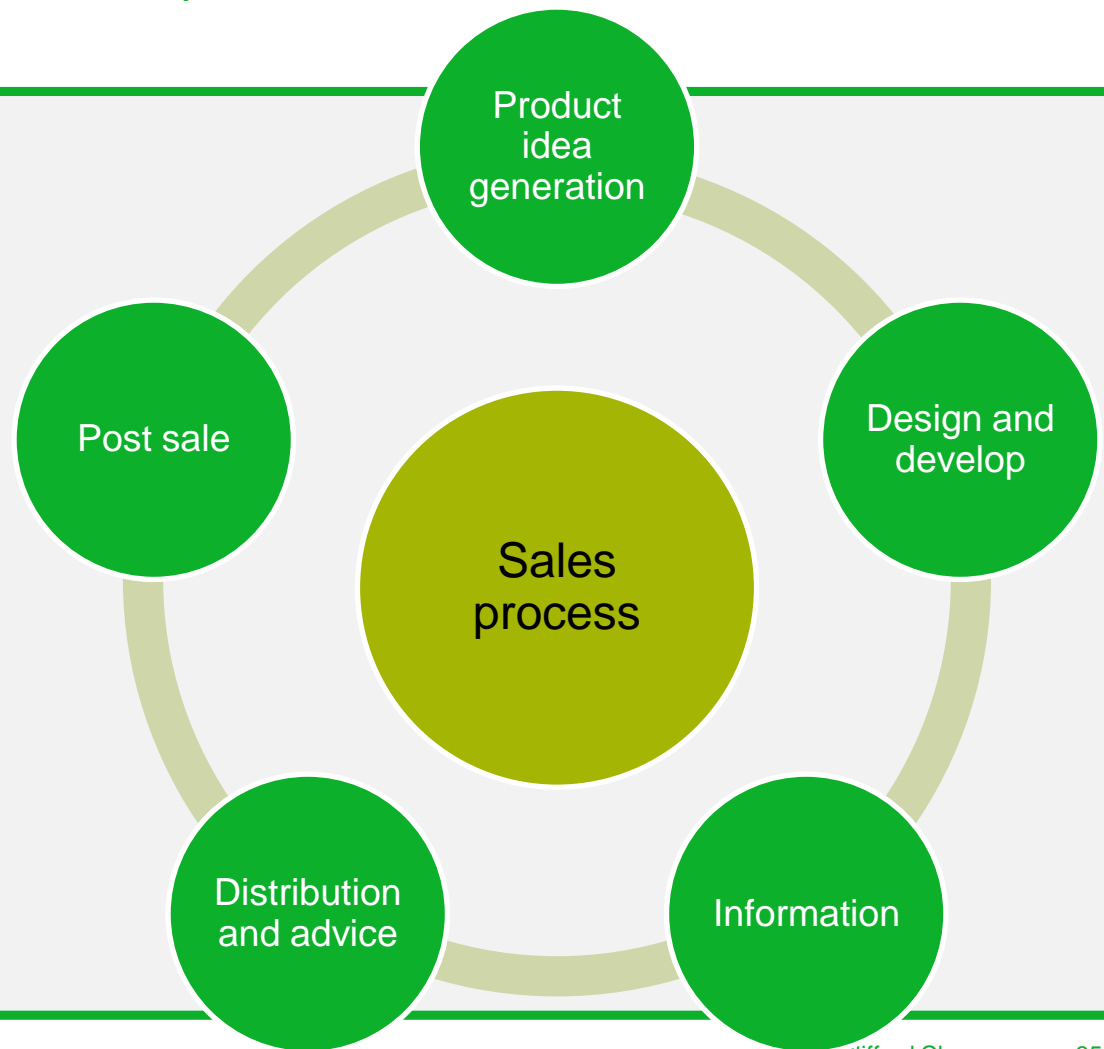 Product
idea
generation
Design and
develop
Information
Distribution
and advice
Post sale
Sales
process